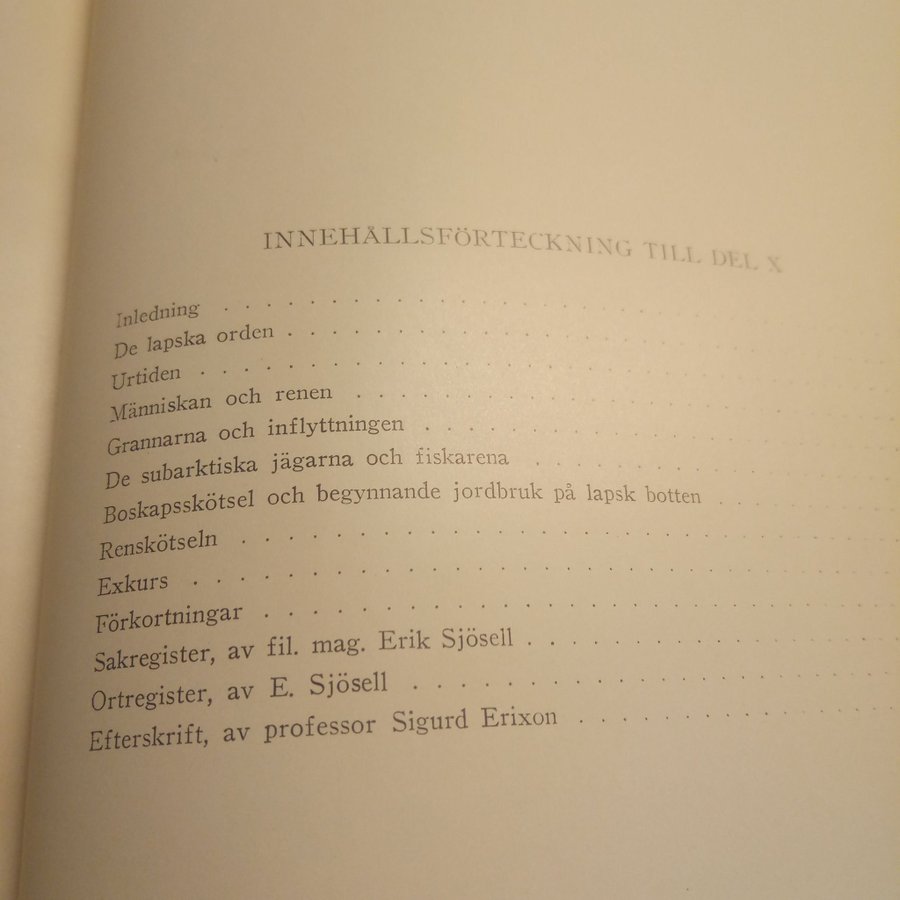 INNEHÅLLSFÖRTECKNING TILL DEL X
Inledning . . . . . . . . . . . . . . . .
De lapska orden . . . . . . . . . . . . . . . .
Urtiden . . . . . . . . . . . . . . . .
Människan och renen . . . . . . . . . . . . . .
Grannarna och inflyttningen . . . . . . . . . . . .
De subarktiska jägarna och fiskarena . . . . . . . . .
Boskapsskötsel och begynnande jordbruk på lapsk botten . . . .
Renskötseln . . . . . . . . . . . . . . . .
Exkurs . . . . . . . . . . . . . . . .
Förkortningar . . . . . . . . . . . . . . . .
Sakregister, av fil. mag. Erik Sjösell . . . . . . . . . .
Ortregister, av E. Sjösell . . . . . . . . . . . .
Efterskrift, av professor Sigurd Erixon . . . . . . . . .